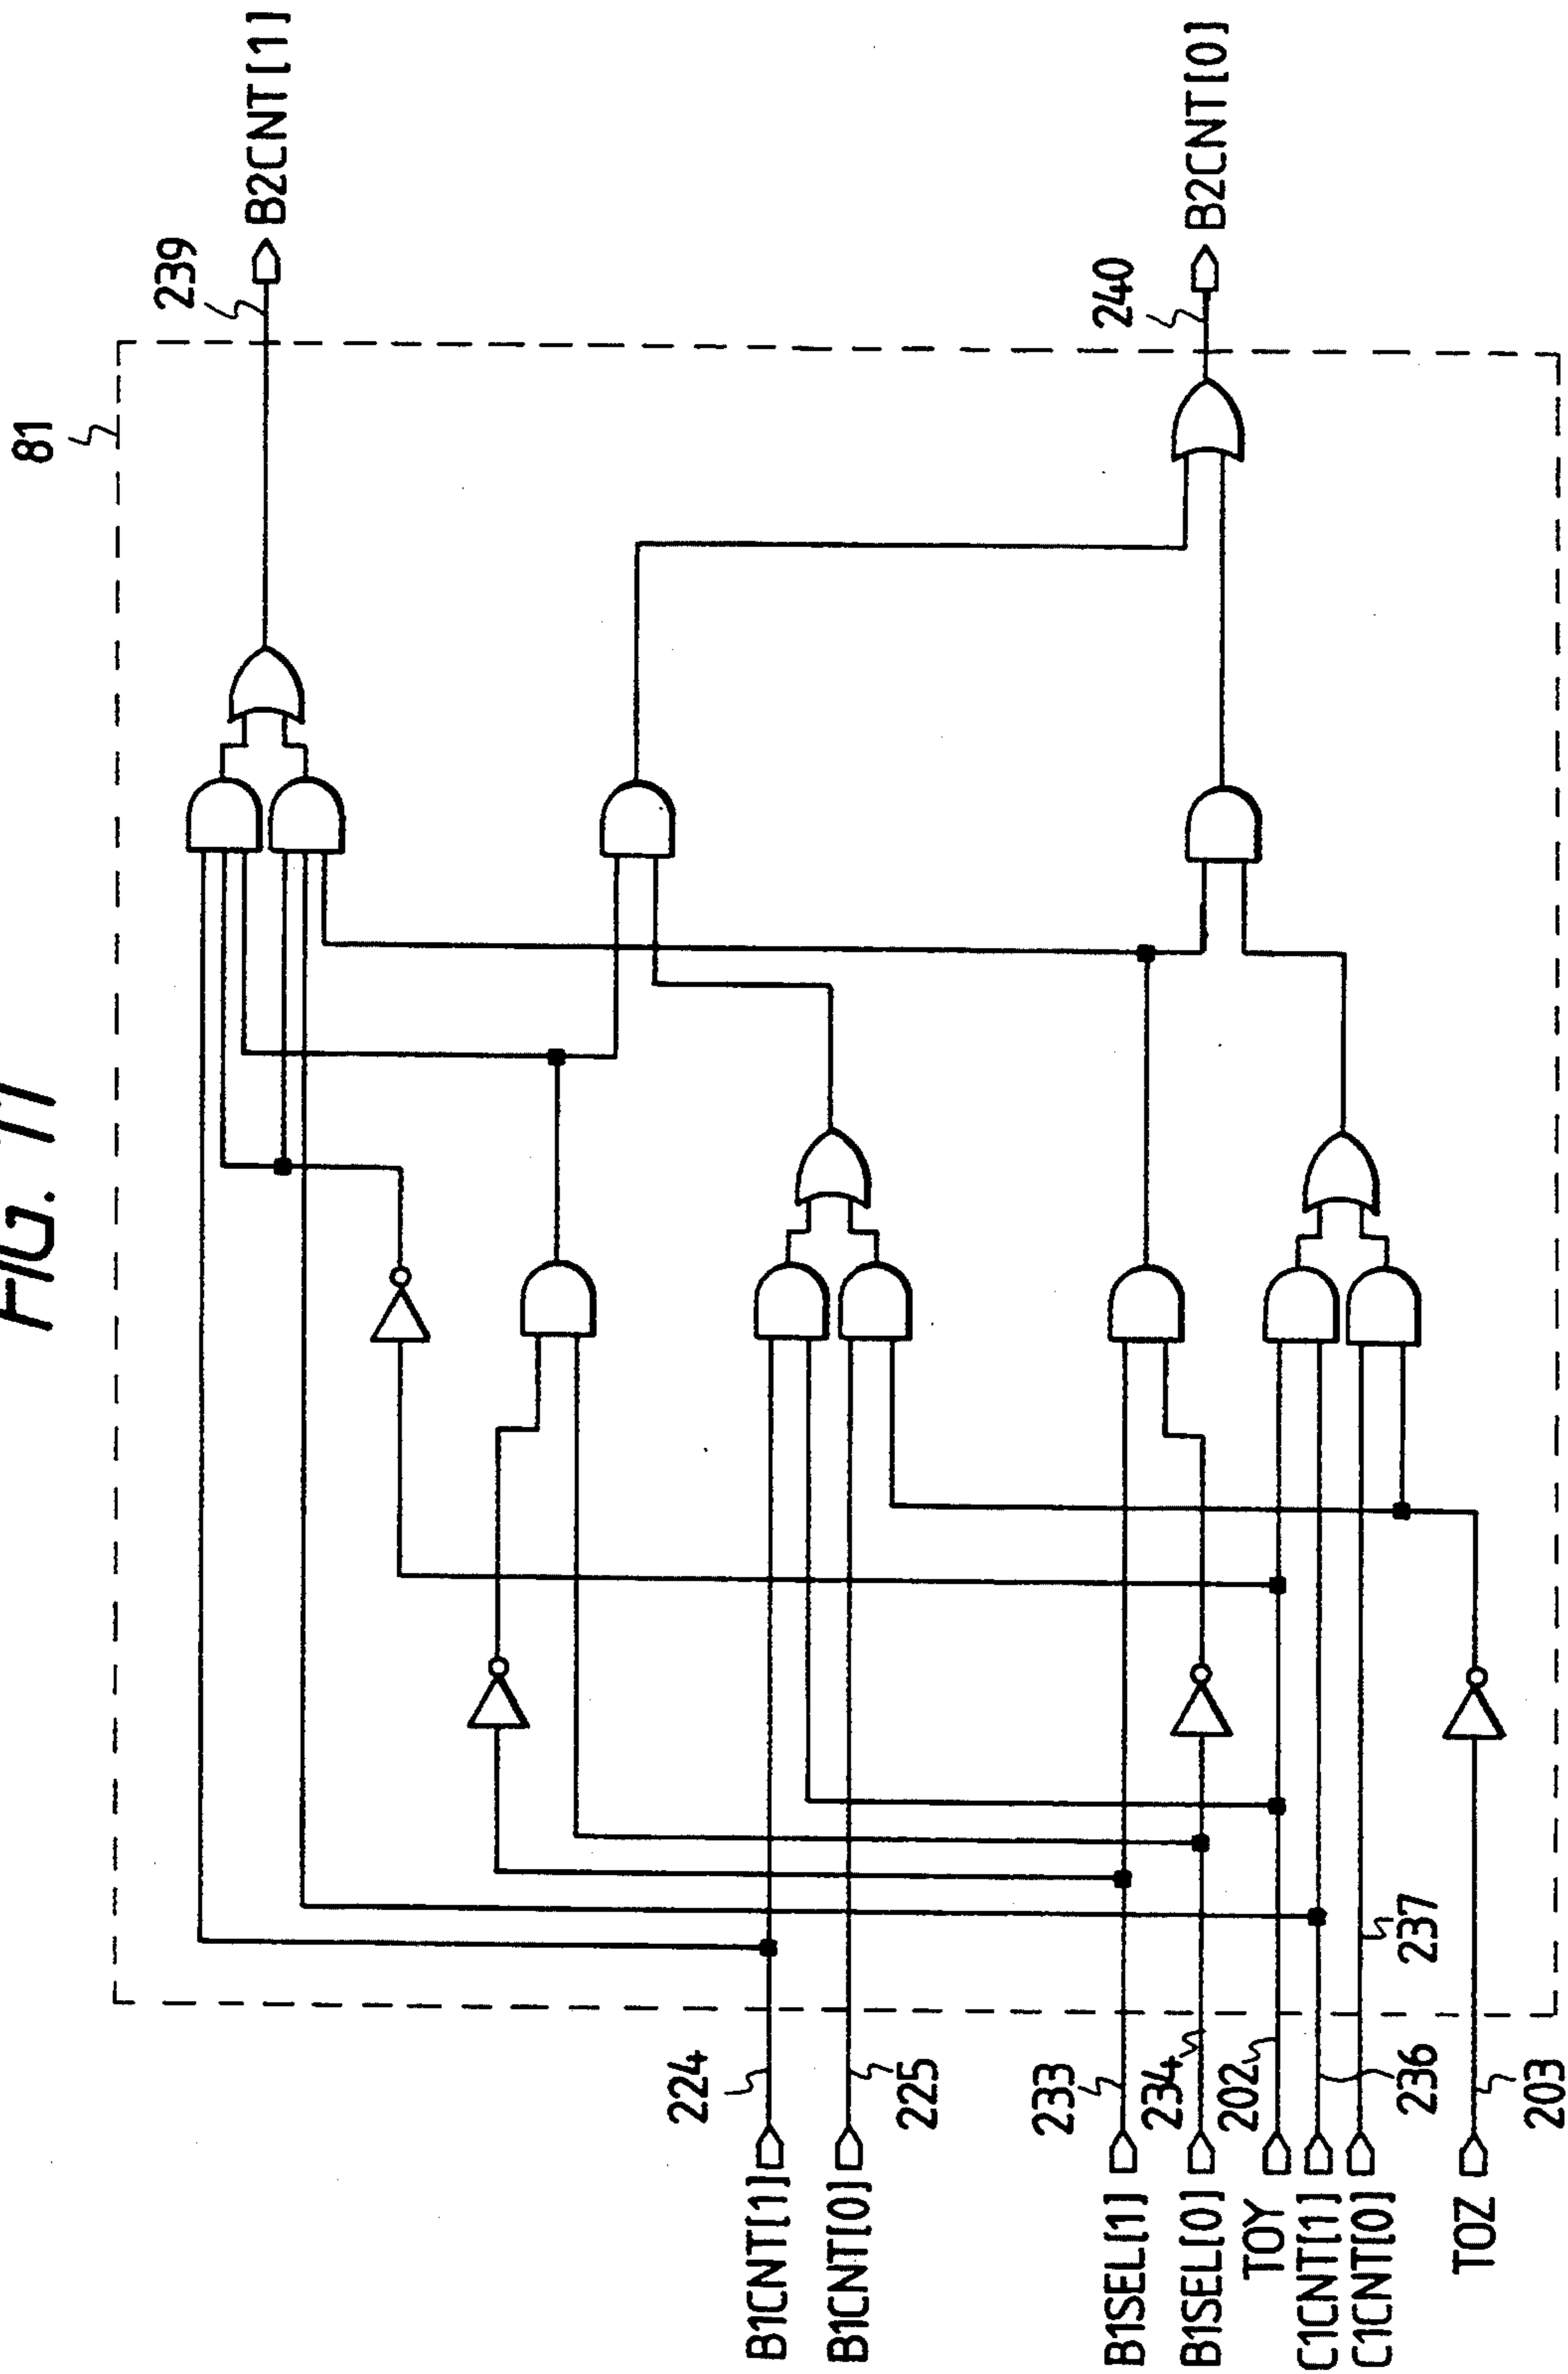 FIG. 11
81
239
B2CNT[1]
B1CNT[1]
224
B1CNT[0]
225
B1SEL[1]
233
B1SEL[0]
234
TOY
202
C1CNT[1]
236
C1CNT[0]
237
TOZ
203
240
B2CNT[0]